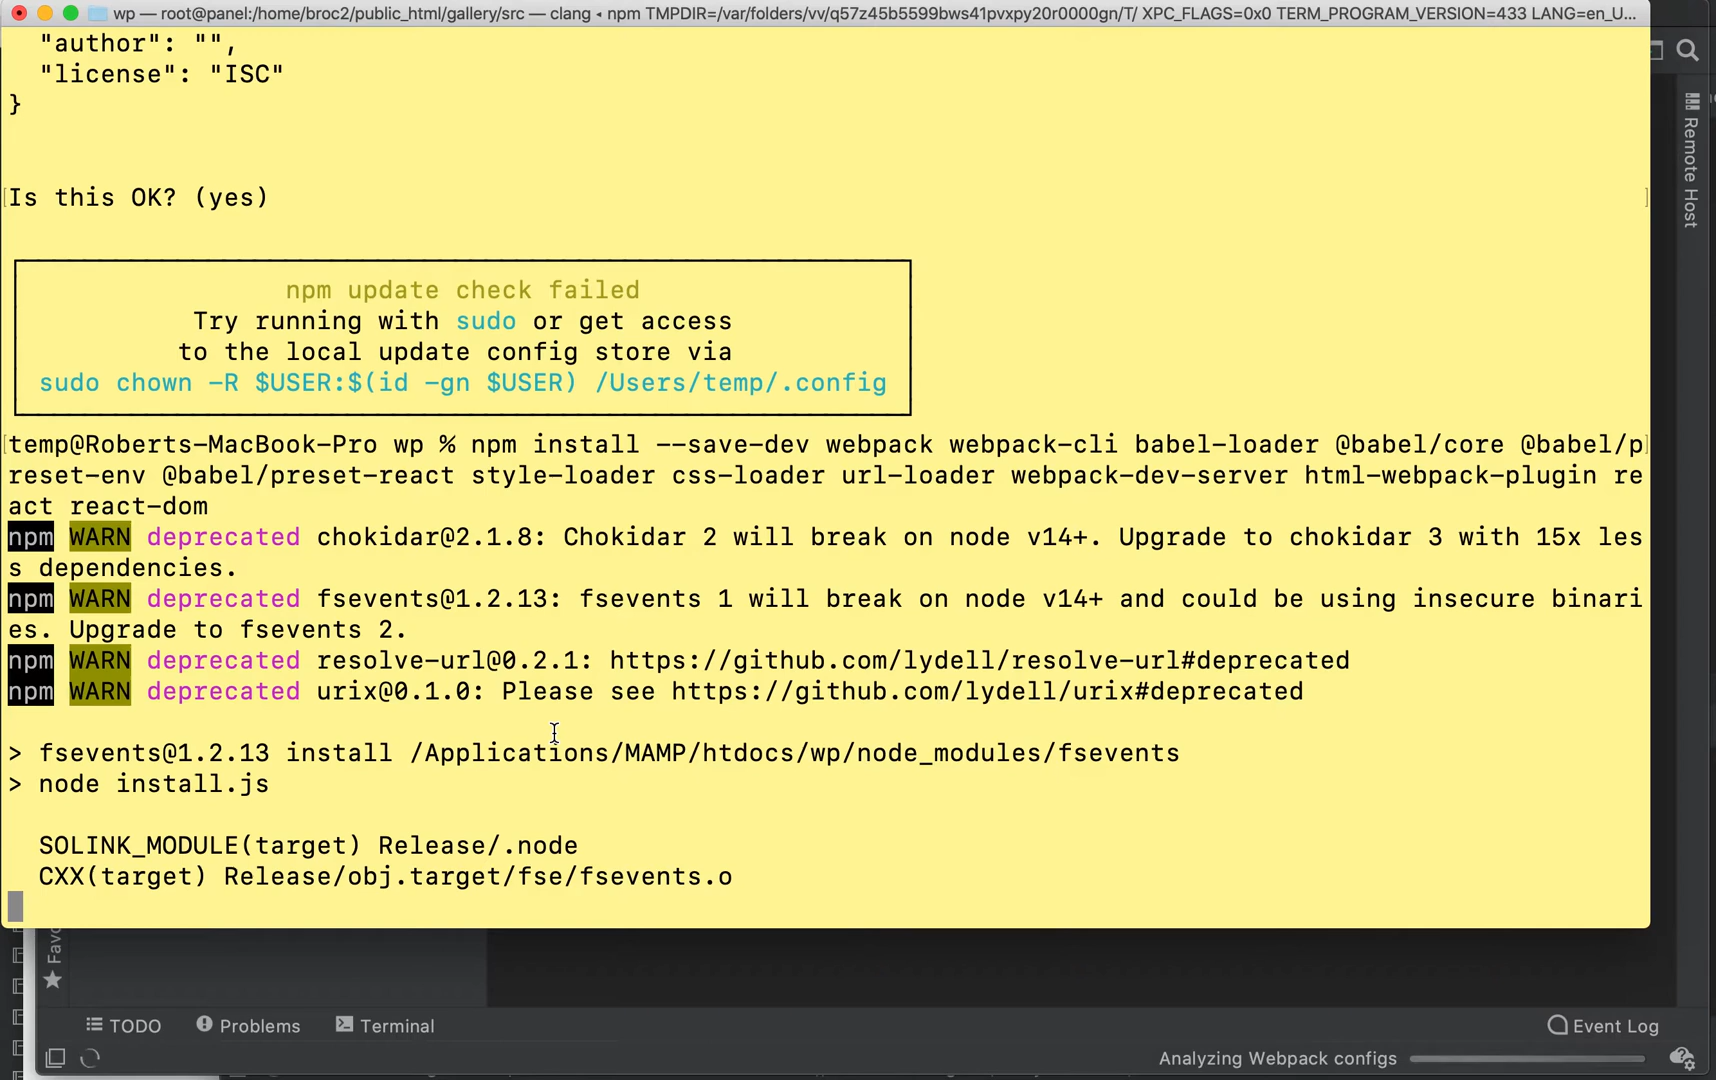 wp — root@panel:/home/broc2/public_html/gallery/src — clang ◂ npm TMPDIR=/var/folders/vv/q57z45b5599bws41pvxpy20r0000gn/T/ XPC_FLAGS=0x0 TERM_PROGRAM_VERSION=433 LANG=en_U...
"author": "",
"license": "ISC"
}
Is this OK? (yes)
npm update check failed
Try running with sudo or get access
to the local update config store via
sudo chown -R $USER:$(id -gn $USER) /Users/temp/.config
temp@Roberts-MacBook-Pro wp % npm install --save-dev webpack webpack-cli babel-loader @babel/core @babel/p
reset-env @babel/preset-react style-loader css-loader url-loader webpack-dev-server html-webpack-plugin re
act react-dom
npm WARN deprecated chokidar@2.1.8: Chokidar 2 will break on node v14+. Upgrade to chokidar 3 with 15x les
s dependencies.
npm WARN deprecated fsevents@1.2.13: fsevents 1 will break on node v14+ and could be using insecure binari
es. Upgrade to fsevents 2.
npm WARN deprecated resolve-url@0.2.1: https://github.com/lydell/resolve-url#deprecated
npm WARN deprecated urix@0.1.0: Please see https://github.com/lydell/urix#deprecated
> fsevents@1.2.13 install /Applications/MAMP/htdocs/wp/node_modules/fsevents
> node install.js
SOLINK_MODULE(target) Release/.node
CXX(target) Release/obj.target/fse/fsevents.o
Remote Host
TODO
Problems
Terminal
Event Log
Analyzing Webpack configs